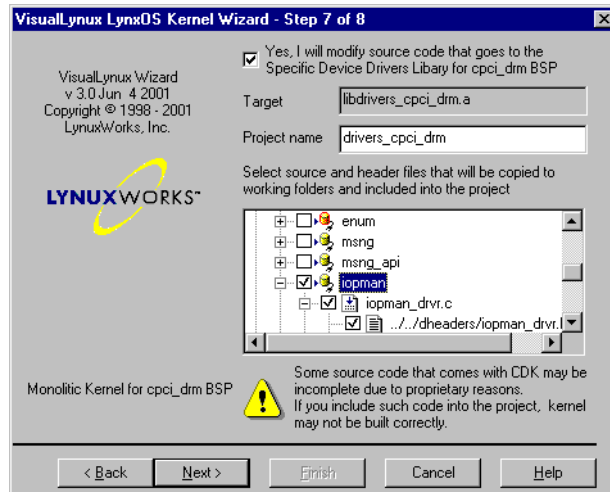 VisualLynux LynxOS Kernel Wizard - Step 7 of 8
VisualLynux Wizard
v 3.0 Jun 4 2001
Copyright © 1998 - 2001
LynuxWorks, Inc.
LYNUXWORKS™
Monolitic Kernel for cpci_drm BSP
Yes, I will modify source code that goes to the
Specific Device Drivers Libary for cpci_drm BSP
Target
libdrivers_cpci_drm.a
Project name
drivers_cpci_drm
Select source and header files that will be copied to
working folders and included into the project
enum
msng
msng_api
iopman
iopman_drvr.c
../../dheaders/iopman_drvr.
Some source code that comes with CDK may be
incomplete due to proprietary reasons.
If you include such code into the project, kernel
may not be built correctly.
< Back
Next >
Finish
Cancel
Help